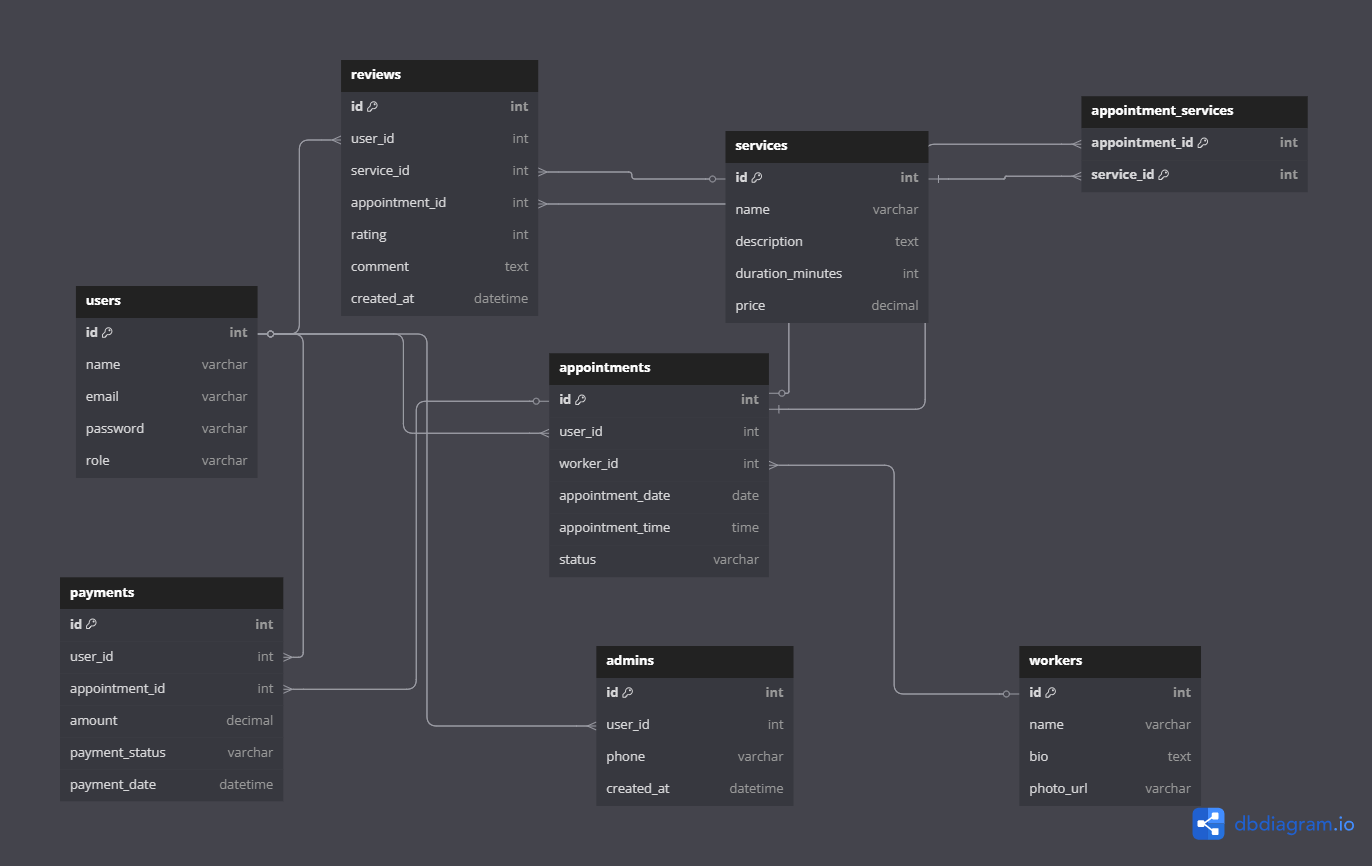 reviews
id int
user_id int
service_id int
appointment_id int
rating int
comment text
created_at datetime
services
id int
name varchar
description text
duration_minutes int
price decimal
appointment_services
appointment_id int
service_id int
users
id int
name varchar
email varchar
password varchar
role varchar
appointments
id int
user_id int
worker_id int
appointment_date date
appointment_time time
status varchar
payments
id int
user_id int
appointment_id int
amount decimal
payment_status varchar
payment_date datetime
admins
id int
user_id int
phone varchar
created_at datetime
workers
id int
name varchar
bio text
photo_url varchar
dbdiagram.io